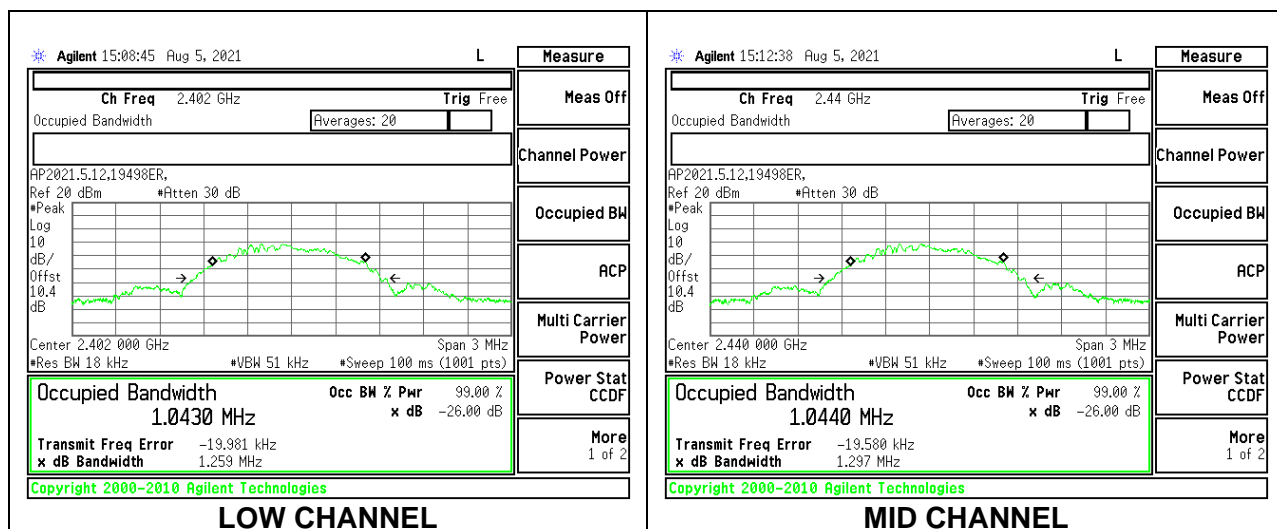 Agilent 15:08:45 Aug 5, 2021 L
Measure
Ch Freq 2.402 GHz Trig Free
Occupied Bandwidth Averages: 20
AP2021.5.12,19498ER,
Ref 20 dBm #Atten 30 dB
#Peak
Log
10
dB/
Offst
10.4
dB
Center 2.402 000 GHz Span 3 MHz
#Res BW 18 kHz #VBW 51 kHz #Sweep 100 ms (1001 pts)
Occupied Bandwidth Occ BW % Pwr 99.00 %
1.0430 MHz x dB -26.00 dB
Transmit Freq Error -19.981 kHz
x dB Bandwidth 1.259 MHz
Copyright 2000-2010 Agilent Technologies
Meas Off
Channel Power
Occupied BW
ACP
Multi Carrier
Power
Power Stat
CCDF
More
1 of 2
LOW CHANNEL
Agilent 15:12:38 Aug 5, 2021 L
Measure
Ch Freq 2.44 GHz Trig Free
Occupied Bandwidth Averages: 20
AP2021.5.12,19498ER,
Ref 20 dBm #Atten 30 dB
#Peak
Log
10
dB/
Offst
10.4
dB
Center 2.440 000 GHz Span 3 MHz
#Res BW 18 kHz #VBW 51 kHz #Sweep 100 ms (1001 pts)
Occupied Bandwidth Occ BW % Pwr 99.00 %
1.0440 MHz x dB -26.00 dB
Transmit Freq Error -19.580 kHz
x dB Bandwidth 1.297 MHz
Copyright 2000-2010 Agilent Technologies
Meas Off
Channel Power
Occupied BW
ACP
Multi Carrier
Power
Power Stat
CCDF
More
1 of 2
MID CHANNEL